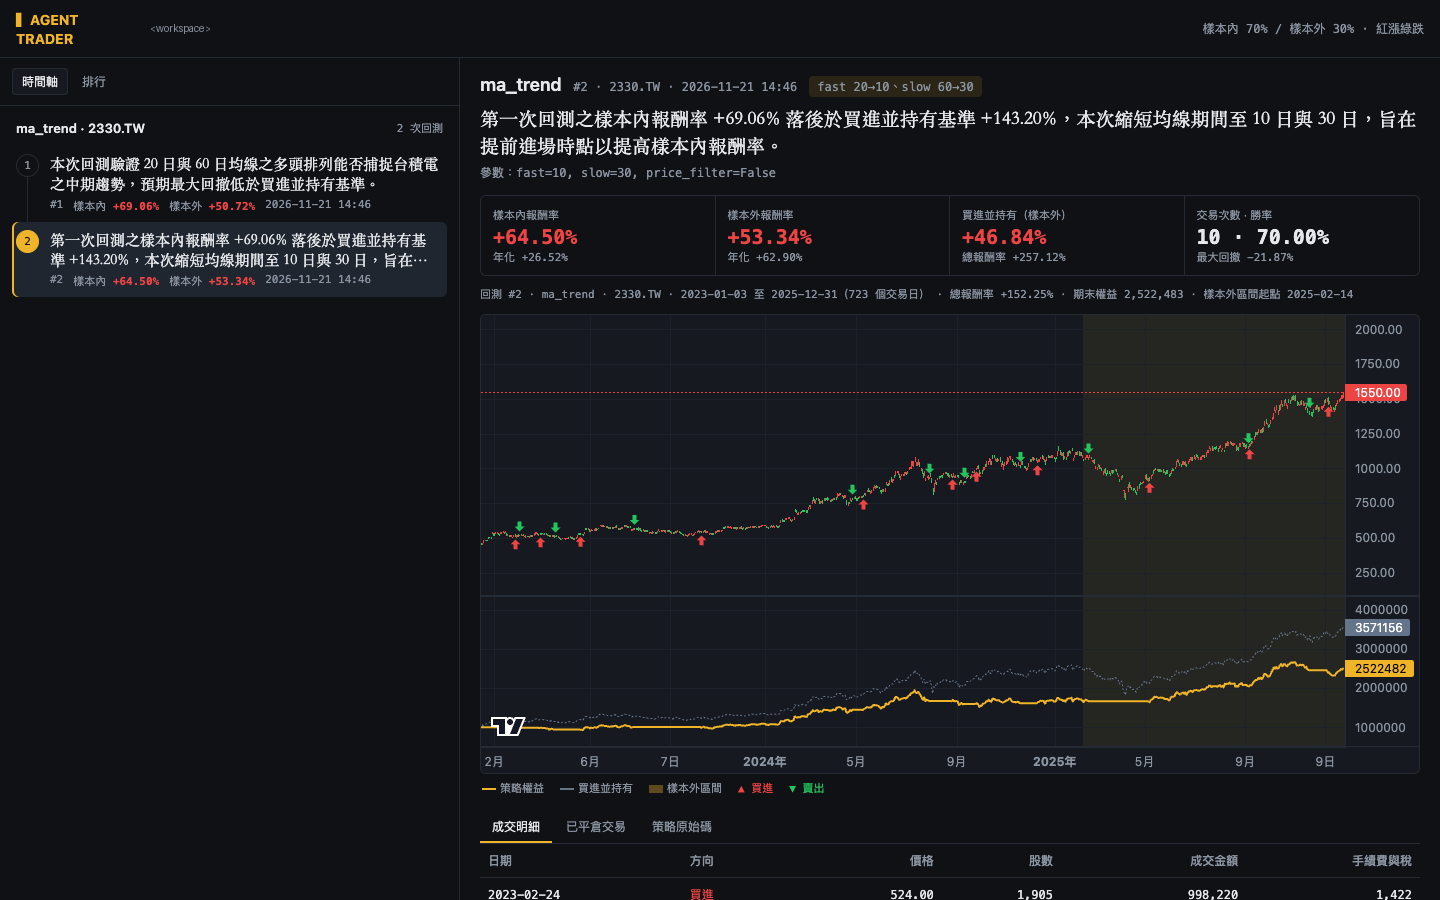 AGENT
TRADER
<workspace>
樣本內 70% / 樣本外 30% · 紅漲綠跌
時間軸
排行
ma_trend · 2330.TW
2 次回測
1
本次回測驗證 20 日與 60 日均線之多頭排列能否捕捉台積電
之中期趨勢，預期最大回撤低於買進並持有基準。
#1 樣本內 +69.06% 樣本外 +50.72% 2026-11-21 14:46
2
第一次回測之樣本內報酬率 +69.06% 落後於買進並持有基
準 +143.20%，本次縮短均線期間至 10 日與 30 日，旨在…
#2 樣本內 +64.50% 樣本外 +53.34% 2026-11-21 14:46
ma_trend #2 · 2330.TW · 2026-11-21 14:46 fast 20→10、slow 60→30
第一次回測之樣本內報酬率 +69.06% 落後於買進並持有基準 +143.20%，本次縮短均線期間至 10 日與 30 日，旨在
提前進場時點以提高樣本內報酬率。
參數：fast=10, slow=30, price_filter=False
樣本內報酬率
+64.50%
年化 +26.52%
樣本外報酬率
+53.34%
年化 +62.90%
買進並持有（樣本外）
+46.84%
總報酬率 +257.12%
交易次數 · 勝率
10 · 70.00%
最大回撤 -21.87%
回測 #2 · ma_trend · 2330.TW · 2023-01-03 至 2025-12-31（723 個交易日） · 總報酬率 +152.25% · 期末權益 2,522,483 · 樣本外區間起點 2025-02-14
2000.00
1750.00
1550.00
1250.00
1000.00
750.00
500.00
250.00
4000000
3571156
3000000
2522482
2000000
1000000
2月 6月 7日 2024年 5月 9月 2025年 5月 9月 9日
策略權益 買進並持有 樣本外區間 ▲ 買進 ▼ 賣出
成交明細 已平倉交易 策略原始碼
日期 方向 價格 股數 成交金額 手續費與稅
2023-02-24 買進 524.00 1,905 998,220 1,422